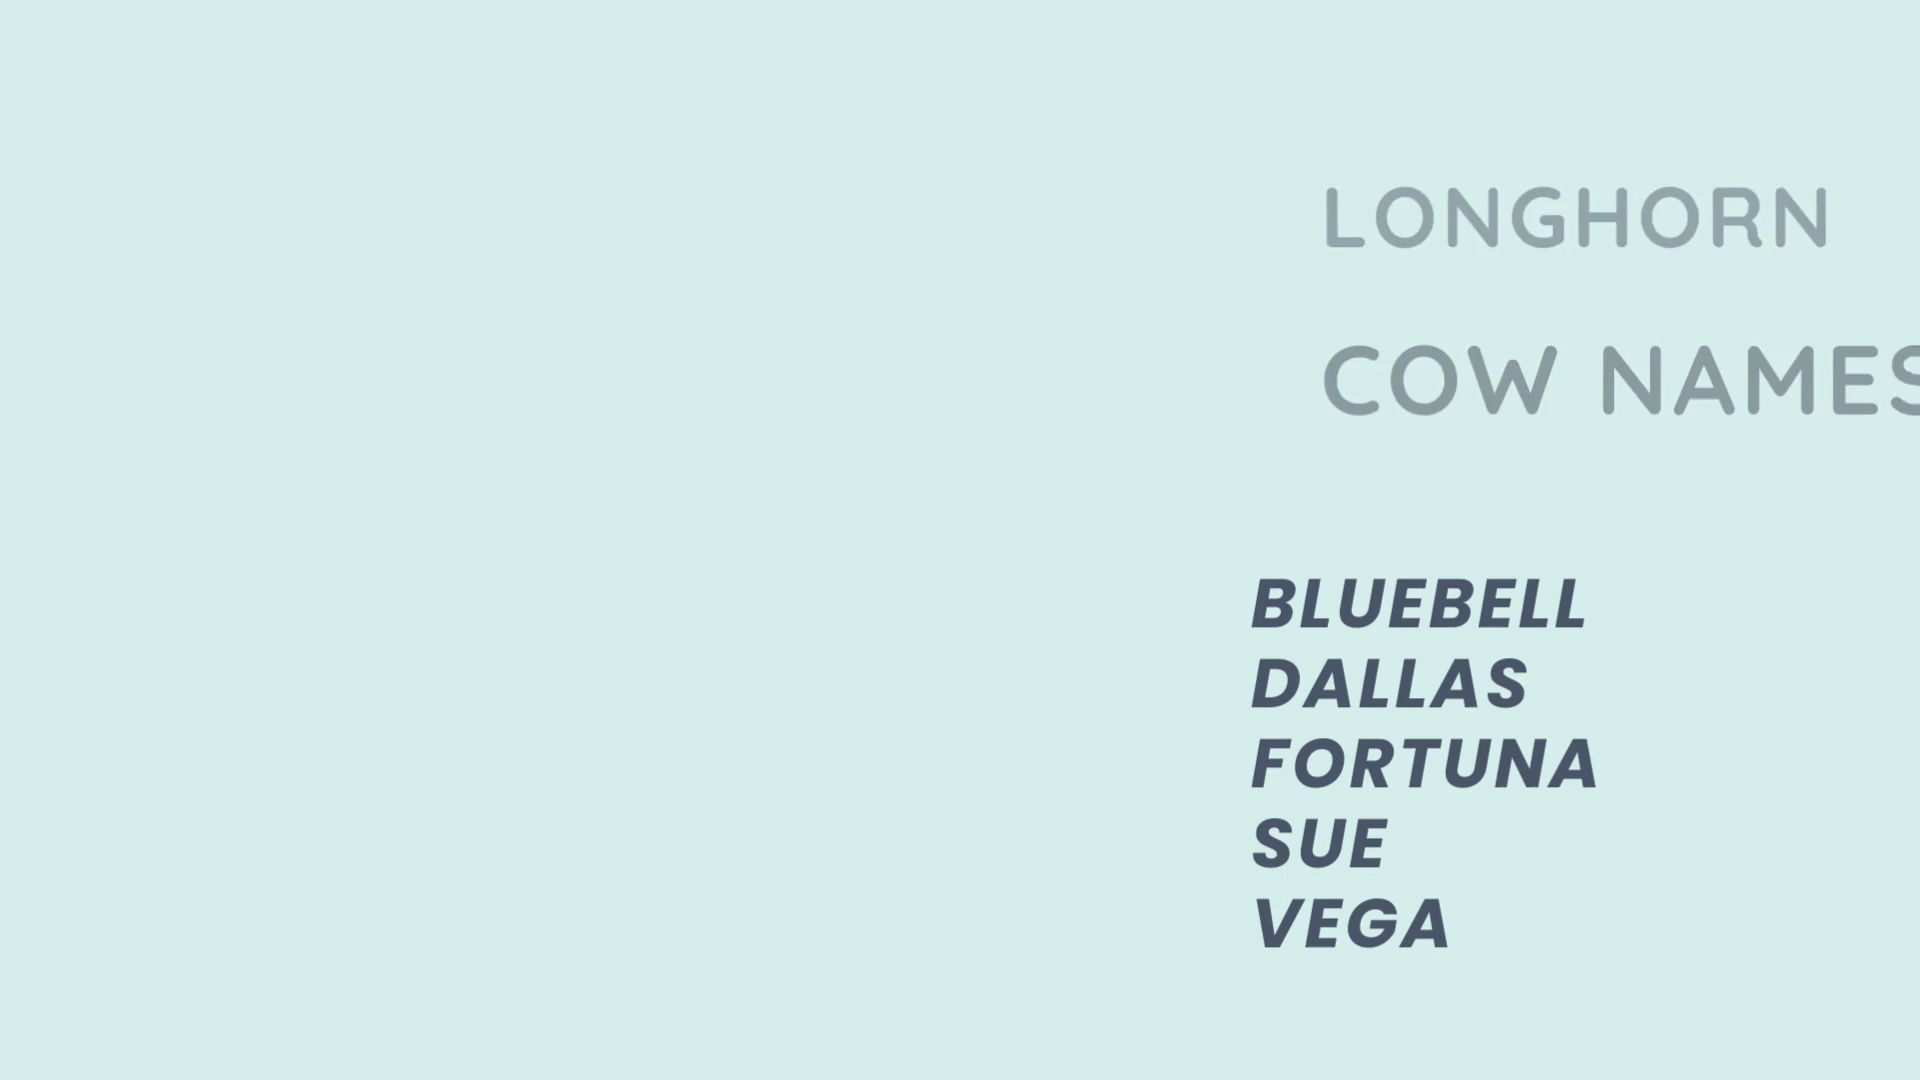 LONGHORN
COW NAMES
BLUEBELL
DALLAS
FORTUNA
SUE
VEGA